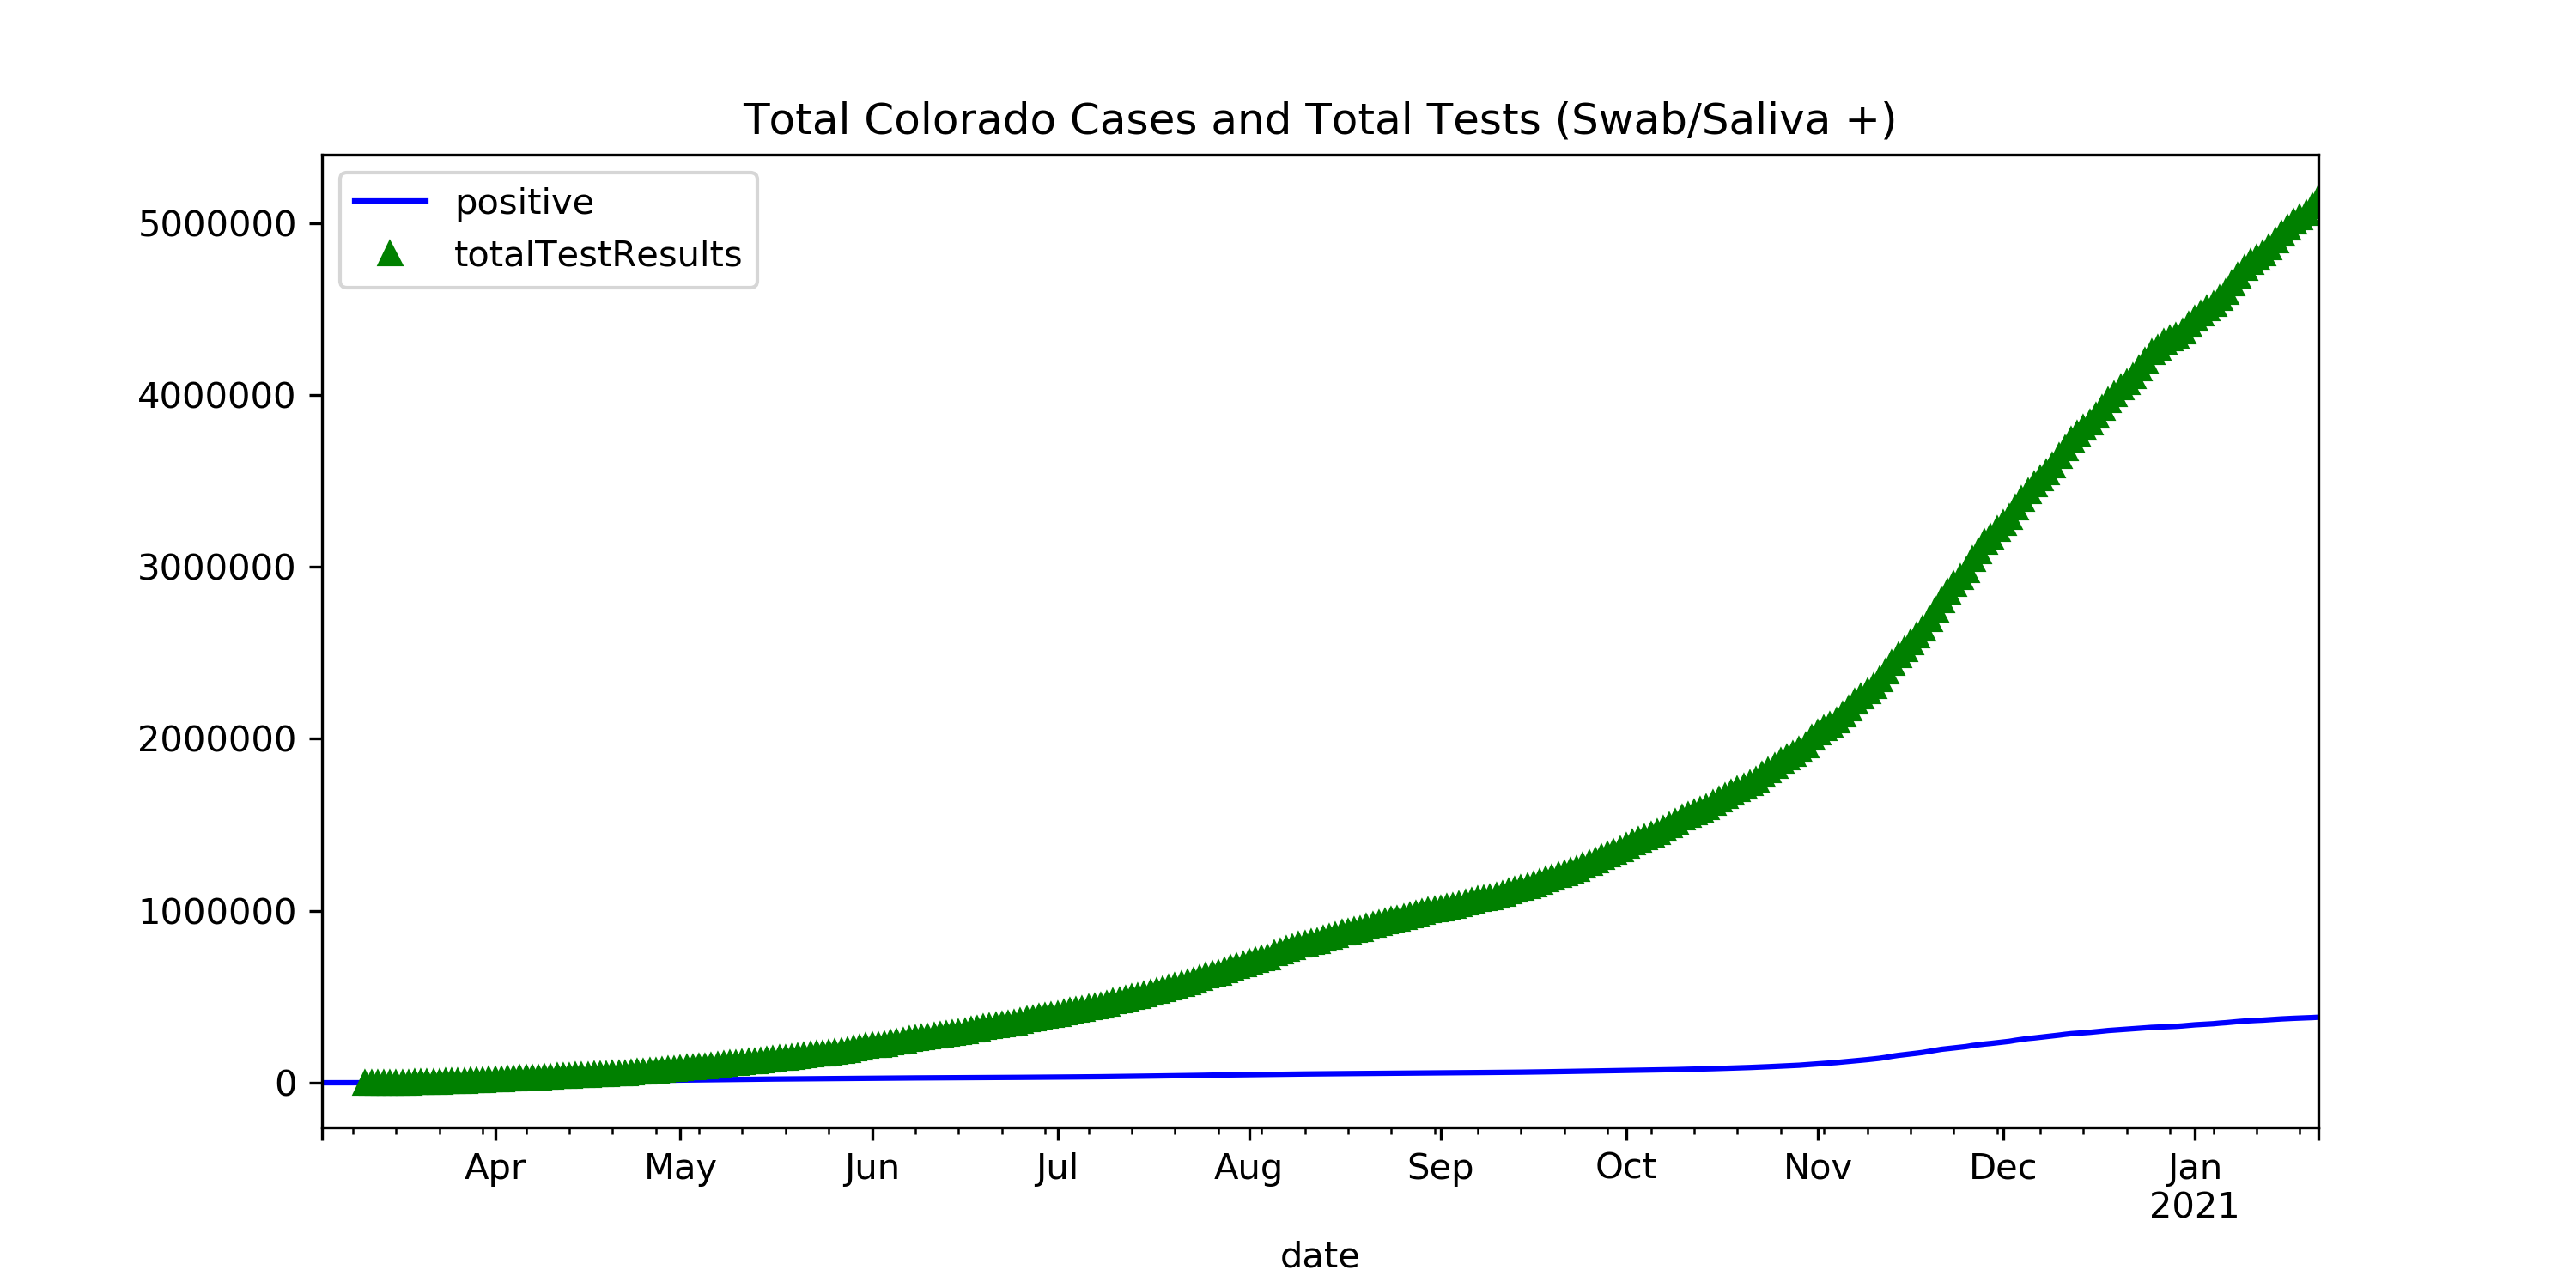 Total Colorado Cases and Total Tests (Swab/Saliva +)
positive
totalTestResults
5000000
4000000
3000000
2000000
1000000
0
Apr May Jun Jul Aug Sep Oct Nov Dec Jan
2021
date